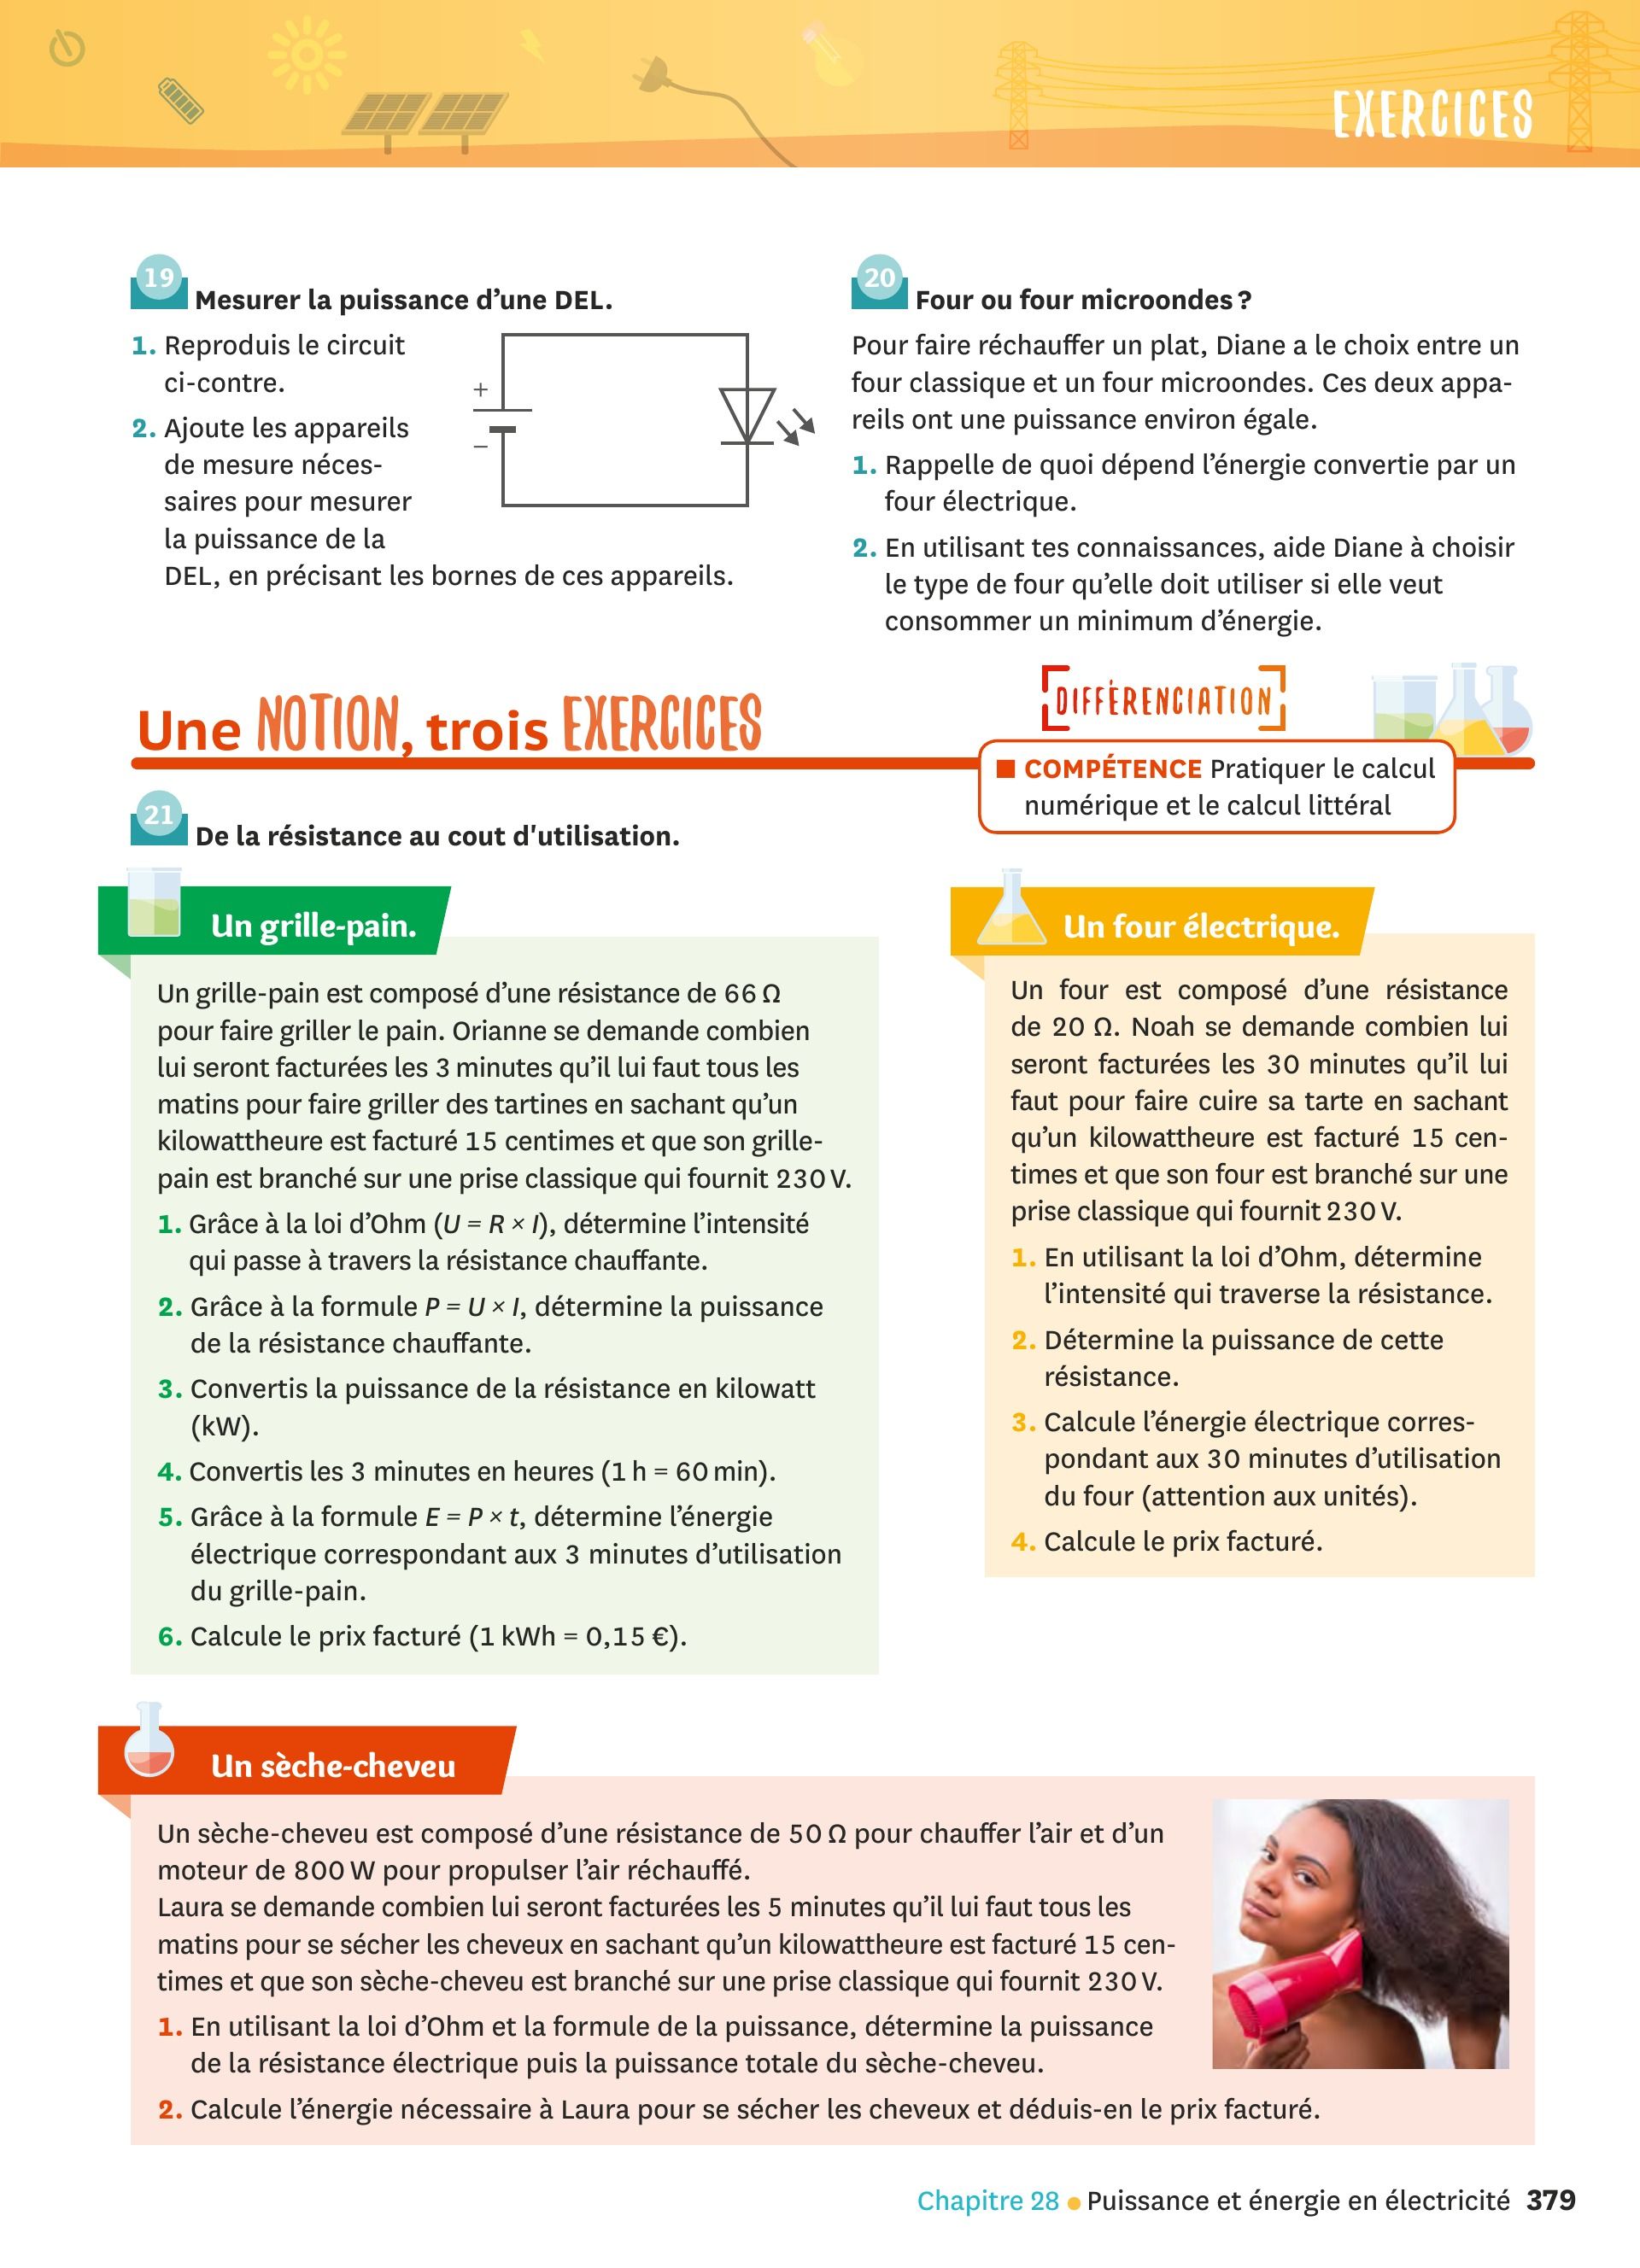 EXERCICES
19 Mesurer la puissance d’une DEL.
1. Reproduis le circuit
ci-contre.
2. Ajoute les appareils
de mesure néces-
saires pour mesurer
la puissance de la
DEL, en précisant les bornes de ces appareils.
+
−
20 Four ou four microondes ?
Pour faire réchauffer un plat, Diane a le choix entre un
four classique et un four microondes. Ces deux appa-
reils ont une puissance environ égale.
1. Rappelle de quoi dépend l’énergie convertie par un
four électrique.
2. En utilisant tes connaissances, aide Diane à choisir
le type de four qu’elle doit utiliser si elle veut
consommer un minimum d’énergie.
Une NOTION, trois EXERCICES
DIFFÉRENCIATION
COMPÉTENCE Pratiquer le calcul
numérique et le calcul littéral
21 De la résistance au cout d'utilisation.
Un grille-pain.
Un grille-pain est composé d’une résistance de 66 Ω
pour faire griller le pain. Orianne se demande combien
lui seront facturées les 3 minutes qu’il lui faut tous les
matins pour faire griller des tartines en sachant qu’un
kilowattheure est facturé 15 centimes et que son grille-
pain est branché sur une prise classique qui fournit 230 V.
1. Grâce à la loi d’Ohm (U = R × I), détermine l’intensité
qui passe à travers la résistance chauffante.
2. Grâce à la formule P = U × I, détermine la puissance
de la résistance chauffante.
3. Convertis la puissance de la résistance en kilowatt
(kW).
4. Convertis les 3 minutes en heures (1 h = 60 min).
5. Grâce à la formule E = P × t, détermine l’énergie
électrique correspondant aux 3 minutes d’utilisation
du grille-pain.
6. Calcule le prix facturé (1 kWh = 0,15 €).
Un four électrique.
Un four est composé d’une résistance
de 20 Ω. Noah se demande combien lui
seront facturées les 30 minutes qu’il lui
faut pour faire cuire sa tarte en sachant
qu’un kilowattheure est facturé 15 cen-
times et que son four est branché sur une
prise classique qui fournit 230 V.
1. En utilisant la loi d’Ohm, détermine
l’intensité qui traverse la résistance.
2. Détermine la puissance de cette
résistance.
3. Calcule l’énergie électrique corres-
pondant aux 30 minutes d’utilisation
du four (attention aux unités).
4. Calcule le prix facturé.
Un sèche-cheveu
Un sèche-cheveu est composé d’une résistance de 50 Ω pour chauffer l’air et d’un
moteur de 800 W pour propulser l’air réchauffé.
Laura se demande combien lui seront facturées les 5 minutes qu’il lui faut tous les
matins pour se sécher les cheveux en sachant qu’un kilowattheure est facturé 15 cen-
times et que son sèche-cheveu est branché sur une prise classique qui fournit 230 V.
1. En utilisant la loi d’Ohm et la formule de la puissance, détermine la puissance
de la résistance électrique puis la puissance totale du sèche-cheveu.
2. Calcule l’énergie nécessaire à Laura pour se sécher les cheveux et déduis-en le prix facturé.
Chapitre 28 • Puissance et énergie en électricité 379